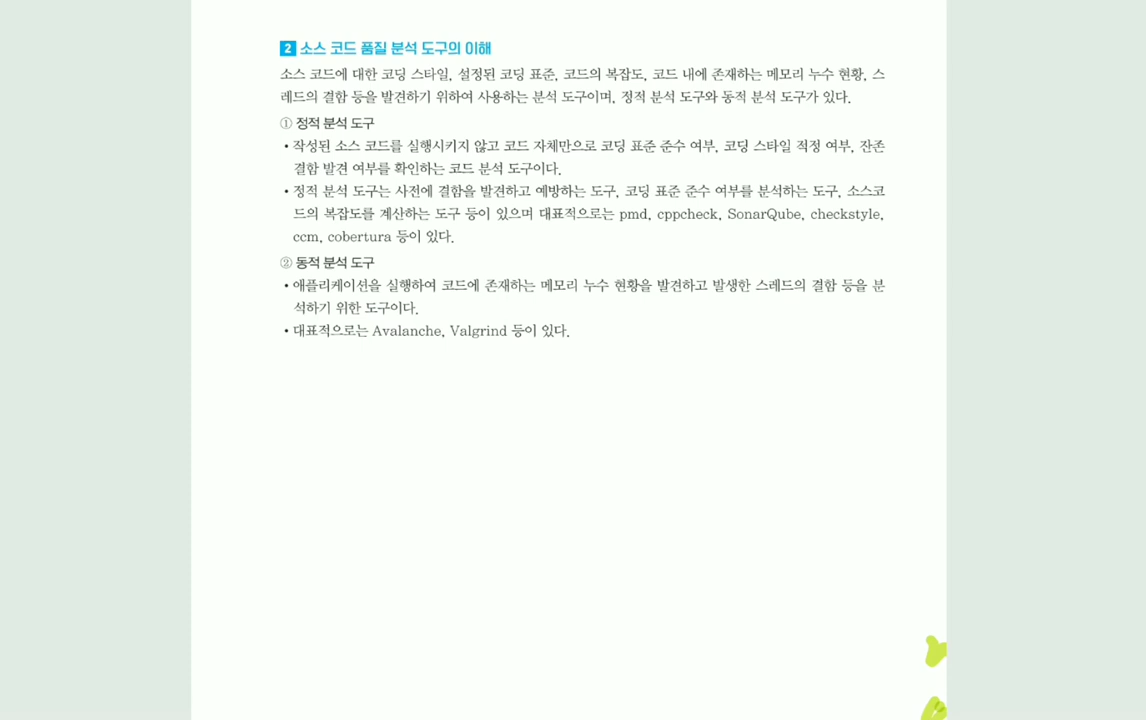 2 소스 코드 품질 분석 도구의 이해
소스 코드에 대한 코딩 스타일, 설정된 코딩 표준, 코드의 복잡도, 코드 내에 존재하는 메모리 누수 현황, 스
레드의 결함 등을 발견하기 위하여 사용하는 분석 도구이며, 정적 분석 도구와 동적 분석 도구가 있다.
① 정적 분석 도구
• 작성된 소스 코드를 실행시키지 않고 코드 자체만으로 코딩 표준 준수 여부, 코딩 스타일 적정 여부, 잔존
결함 발견 여부를 확인하는 코드 분석 도구이다.
• 정적 분석 도구는 사전에 결함을 발견하고 예방하는 도구, 코딩 표준 준수 여부를 분석하는 도구, 소스코
드의 복잡도를 계산하는 도구 등이 있으며 대표적으로는 pmd, cppcheck, SonarQube, checkstyle,
ccm, cobertura 등이 있다.
② 동적 분석 도구
• 애플리케이션을 실행하여 코드에 존재하는 메모리 누수 현황을 발견하고 발생한 스레드의 결함 등을 분
석하기 위한 도구이다.
• 대표적으로는 Avalanche, Valgrind 등이 있다.